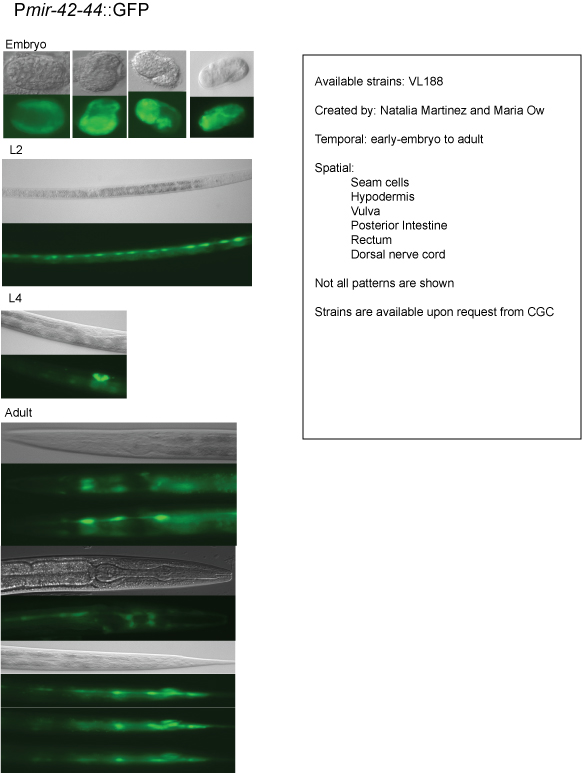 Pmir-42-44::GFP
Embryo
L2
L4
Adult
Available strains: VL188
Created by: Natalia Martinez and Maria Ow
Temporal: early-embryo to adult
Spatial:
Seam cells
Hypodermis
Vulva
Posterior Intestine
Rectum
Dorsal nerve cord
Not all patterns are shown
Strains are available upon request from CGC